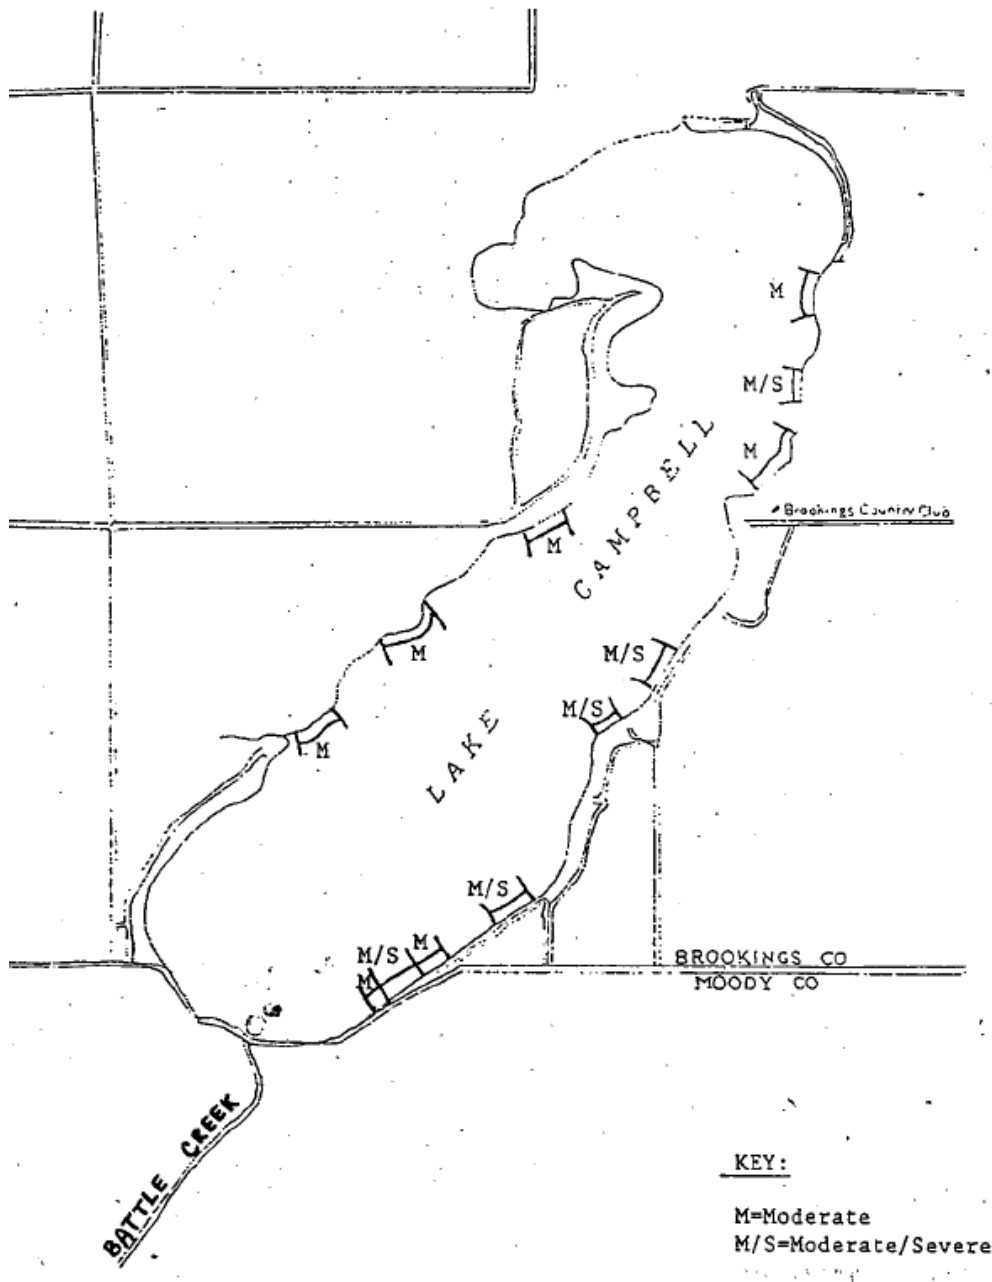 M
M/S
M
CAMPBELL
Brookings Country Club
M
M
M/S
M/S
M
LAKE
M/S
M
M/S
M
BROOKINGS CO
MOODY CO
BATTLE CREEK
KEY:
M=Moderate
M/S=Moderate/Severe